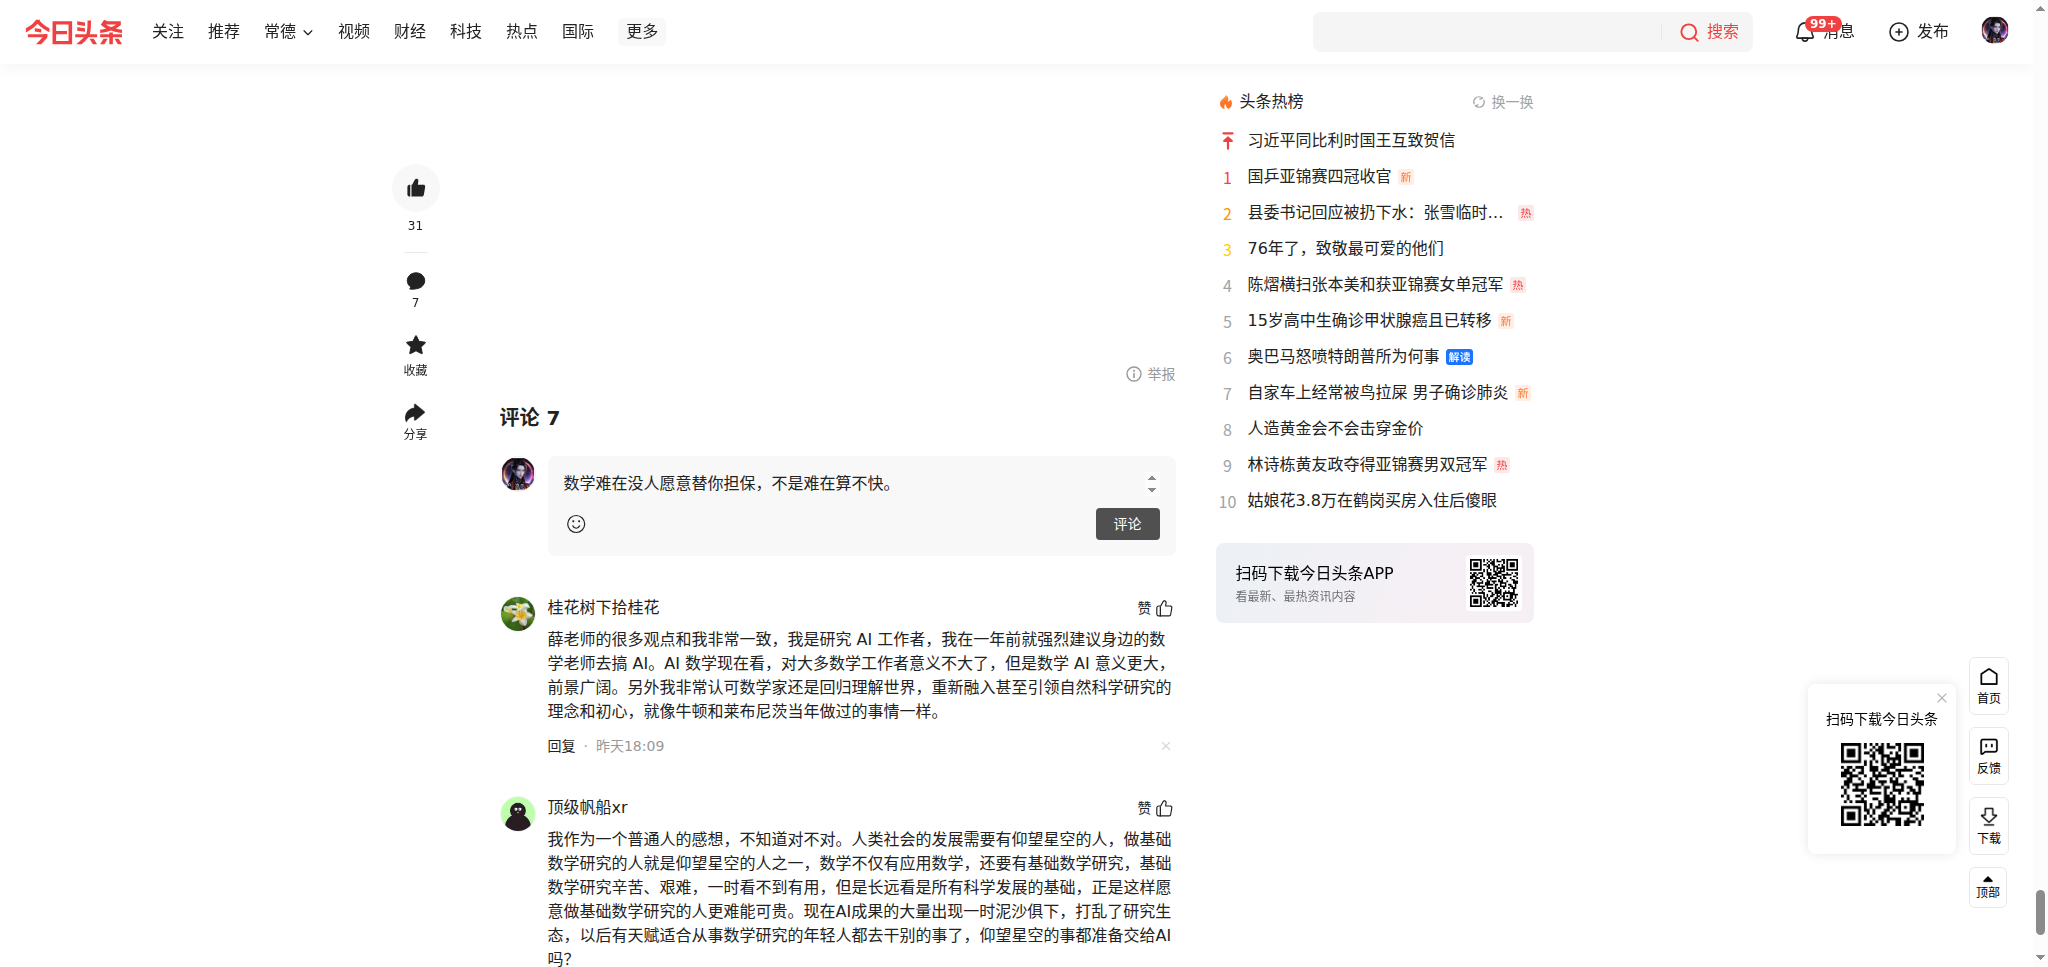 今日头条
关注 推荐 常德 视频 财经 科技 热点 国际 更多
搜索
99+
消息
发布
31
7
收藏
分享
举报
评论 7
数学难在没人愿意替你担保，不是难在算不快。
评论
桂花树下拾桂花
赞
薛老师的很多观点和我非常一致，我是研究 AI 工作者，我在一年前就强烈建议身边的数
学老师去搞 AI。AI 数学现在看，对大多数学工作者意义不大了，但是数学 AI 意义更大，
前景广阔。另外我非常认可数学家还是回归理解世界，重新融入甚至引领自然科学研究的
理念和初心，就像牛顿和莱布尼茨当年做过的事情一样。
回复 · 昨天18:09
顶级帆船xr
赞
我作为一个普通人的感想，不知道对不对。人类社会的发展需要有仰望星空的人，做基础
数学研究的人就是仰望星空的人之一，数学不仅有应用数学，还要有基础数学研究，基础
数学研究辛苦、艰难，一时看不到有用，但是长远看是所有科学发展的基础，正是这样愿
意做基础数学研究的人更难能可贵。现在AI成果的大量出现一时泥沙俱下，打乱了研究生
态，以后有天赋适合从事数学研究的年轻人都去干别的事了，仰望星空的事都准备交给AI
吗？
头条热榜
换一换
习近平同比利时国王互致贺信
1 国乒亚锦赛四冠收官 新
2 县委书记回应被扔下水：张雪临时... 热
3 76年了，致敬最可爱的他们
4 陈熠横扫张本美和获亚锦赛女单冠军 热
5 15岁高中生确诊甲状腺癌且已转移 新
6 奥巴马怒喷特朗普所为何事 解读
7 自家车上经常被鸟拉屎 男子确诊肺炎 新
8 人造黄金会不会击穿金价
9 林诗栋黄友政夺得亚锦赛男双冠军 热
10 姑娘花3.8万在鹤岗买房入住后傻眼
扫码下载今日头条APP
看最新、最热资讯内容
扫码下载今日头条
首页
反馈
下载
顶部